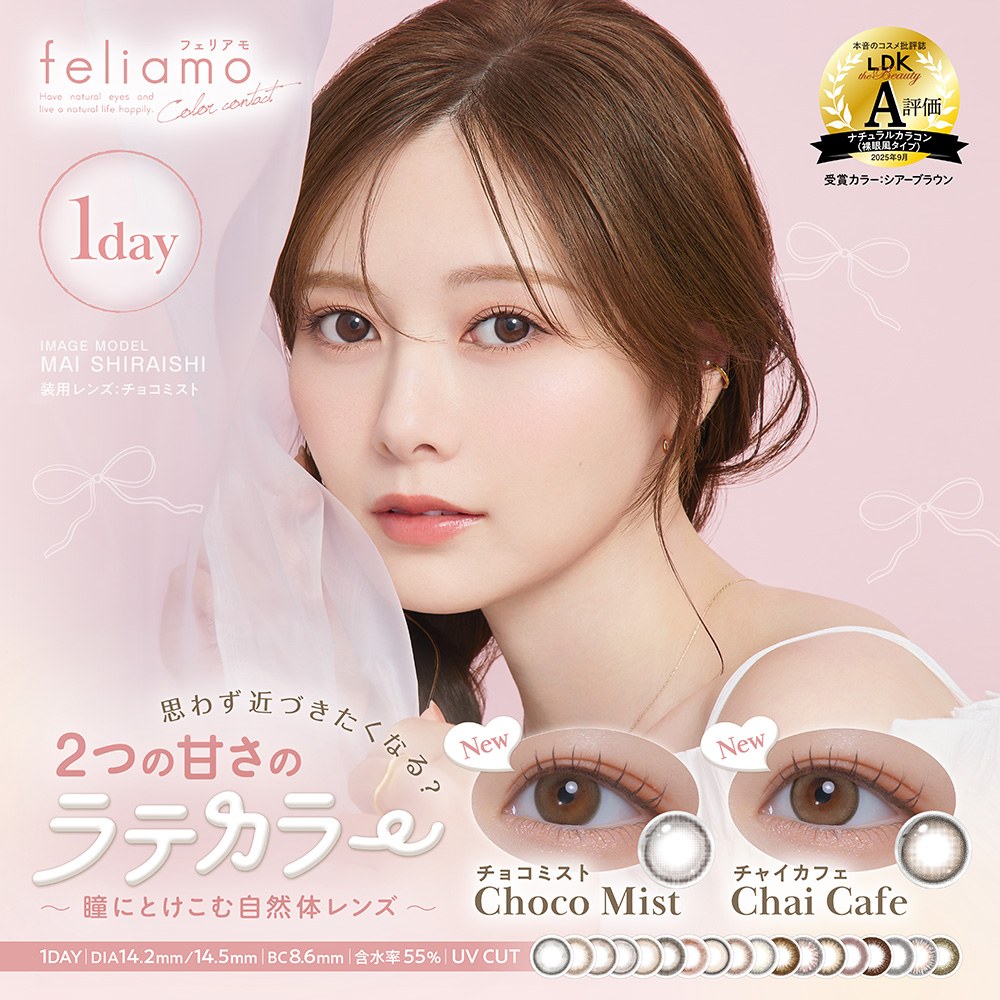 フェリアモ
feliamo
Have natural eyes and
live a natural life happily.
Color contact
本音のコスメ批評誌
LDK
the Beauty
A評価
ナチュラルカラコン
(裸眼風タイプ)
2025年9月
受賞カラー:シアーブラウン
1day
IMAGE MODEL
MAI SHIRAISHI
装用レンズ:チョコミスト
思わず近づきたくなる?
2つの甘さの
ラテカラー
~ 瞳にとけこむ自然体レンズ ~
New
チョコミスト
Choco Mist
New
チャイカフェ
Chai Cafe
1DAY | DIA14.2mm/14.5mm | BC8.6mm | 含水率55% | UV CUT